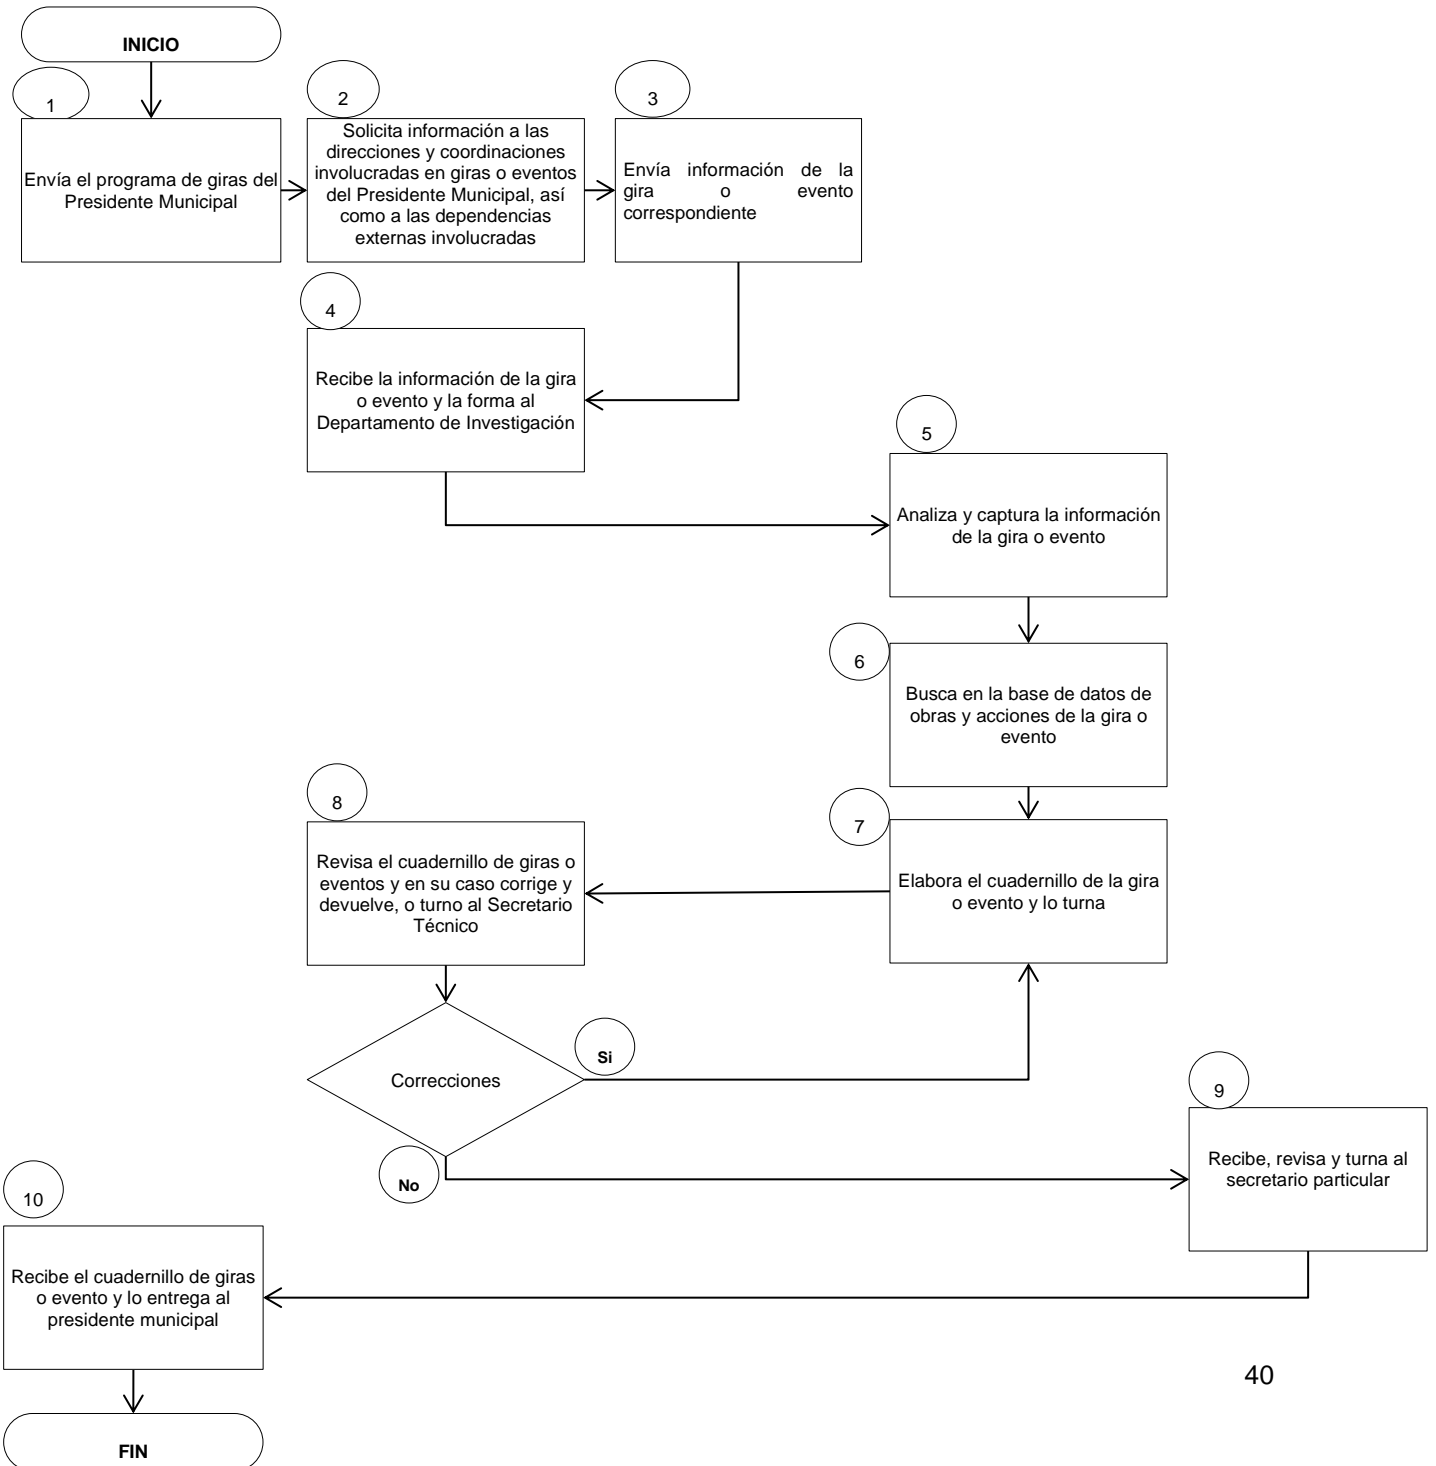 INICIO
1
Envía el programa de giras del
Presidente Municipal
2
Solicita información a las
direcciones y coordinaciones
involucradas en giras o eventos
del Presidente Municipal, así
como a las dependencias
externas involucradas
3
Envía información de la
gira o evento
correspondiente
4
Recibe la información de la gira
o evento y la forma al
Departamento de Investigación
5
Analiza y captura la información
de la gira o evento
6
Busca en la base de datos de
obras y acciones de la gira o
evento
7
Elabora el cuadernillo de la gira
o evento y lo turna
8
Revisa el cuadernillo de giras o
eventos y en su caso corrige y
devuelve, o turno al Secretario
Técnico
Correcciones
Si
No
9
Recibe, revisa y turna al
secretario particular
10
Recibe el cuadernillo de giras
o evento y lo entrega al
presidente municipal
FIN
40